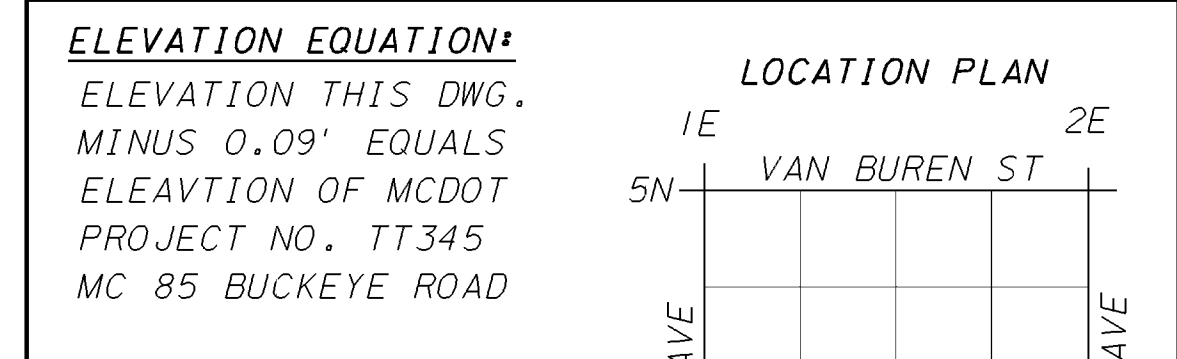 ELEVATION EQUATION:
ELEVATION THIS DWG.
MINUS 0.09' EQUALS
ELEAVTION OF MCDOT
PROJECT NO. TT345
MC 85 BUCKEYE ROAD
LOCATION PLAN
1E
2E
VAN BUREN ST
5N
AVE
AVE